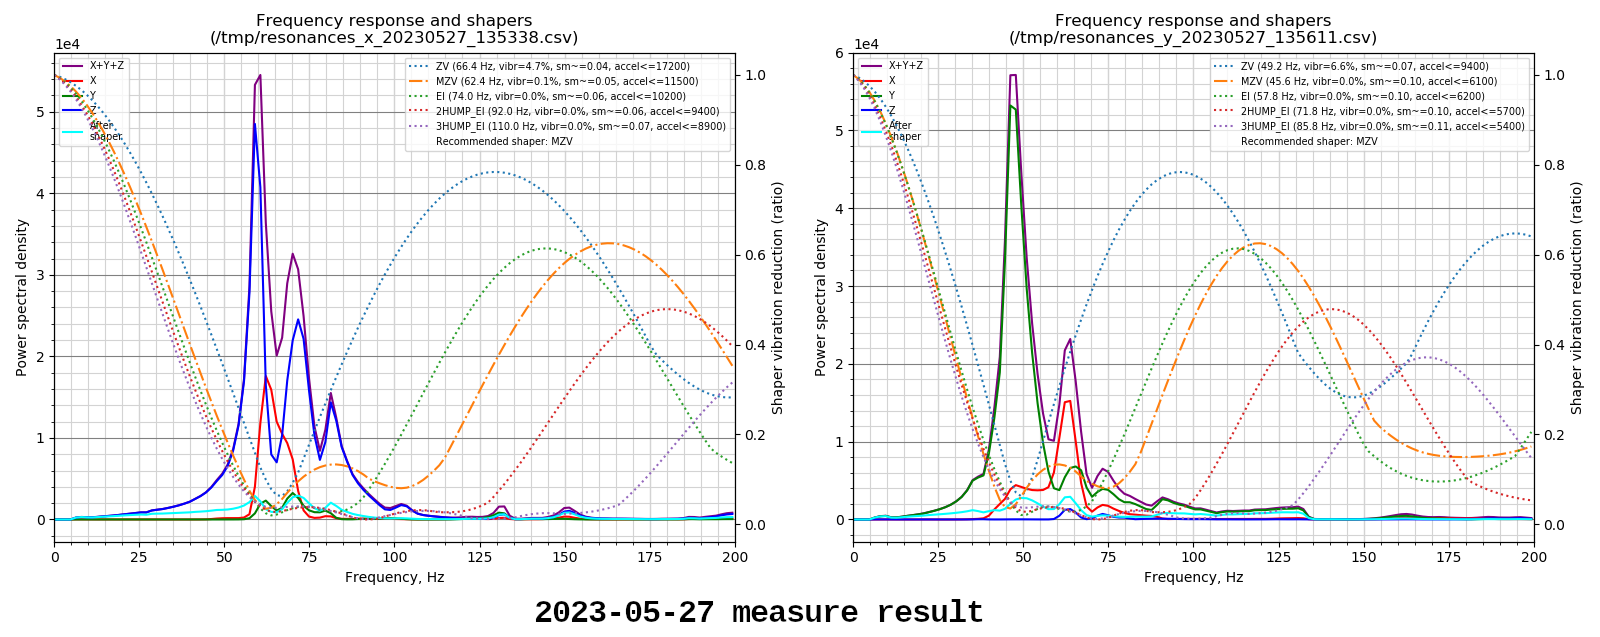 Frequency response and shapers
(/tmp/resonances_x_20230527_135338.csv)
1e4
X+Y+Z
X
Y
Z
After
shaper
ZV (66.4 Hz, vibr=4.7%, sm~=0.04, accel<=17200)
MZV (62.4 Hz, vibr=0.1%, sm~=0.05, accel<=11500)
EI (74.0 Hz, vibr=0.0%, sm~=0.06, accel<=10200)
2HUMP_EI (92.0 Hz, vibr=0.0%, sm~=0.06, accel<=9400)
3HUMP_EI (110.0 Hz, vibr=0.0%, sm~=0.07, accel<=8900)
Recommended shaper: MZV
Power spectral density
5
4
3
2
1
0
1.0
0.8
0.6
0.4
0.2
0.0
Shaper vibration reduction (ratio)
0 25 50 75 100 125 150 175 200
Frequency, Hz
Frequency response and shapers
(/tmp/resonances_y_20230527_135611.csv)
1e4
X+Y+Z
X
Y
Z
After
shaper
ZV (49.2 Hz, vibr=6.6%, sm~=0.07, accel<=9400)
MZV (45.6 Hz, vibr=0.0%, sm~=0.10, accel<=6100)
EI (57.8 Hz, vibr=0.0%, sm~=0.10, accel<=6200)
2HUMP_EI (71.8 Hz, vibr=0.0%, sm~=0.10, accel<=5700)
3HUMP_EI (85.8 Hz, vibr=0.0%, sm~=0.11, accel<=5400)
Recommended shaper: MZV
Power spectral density
6
5
4
3
2
1
0
1.0
0.8
0.6
0.4
0.2
0.0
Shaper vibration reduction (ratio)
0 25 50 75 100 125 150 175 200
Frequency, Hz
2023-05-27 measure result